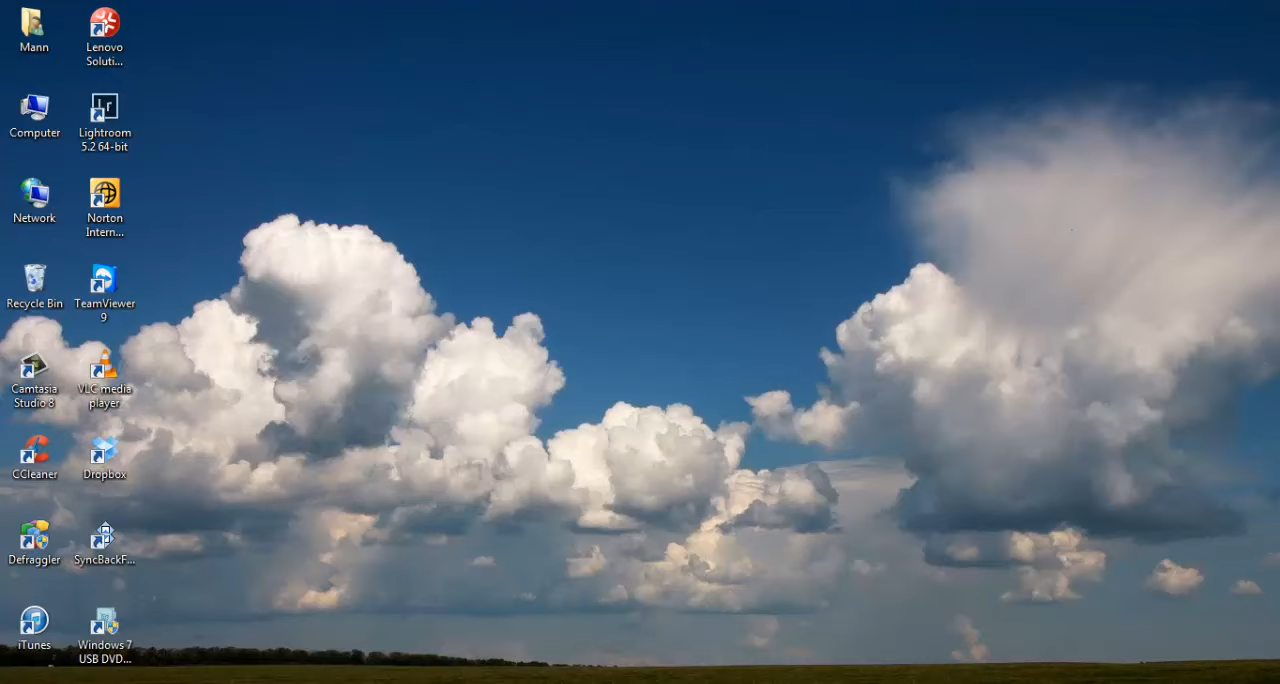 Mann
Lenovo
Soluti...
Computer
Lr
Lightroom
5.2 64-bit
Network
Norton
Intern...
Recycle Bin
TeamViewer
9
Camtasia
Studio 8
VLC media
player
CCleaner
Dropbox
Defraggler
SyncBackF...
iTunes
Windows 7
USB DVD...